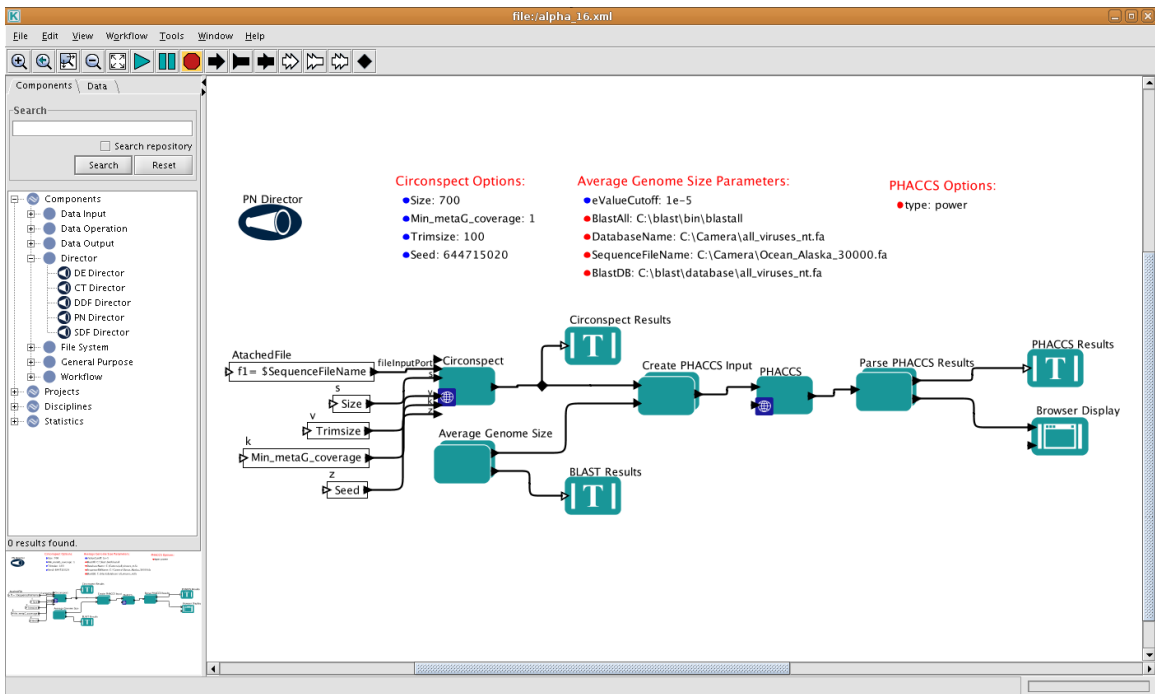 file:/alpha_16.xml
File Edit View Workflow Tools Window Help
Components Data
Search
Search repository
Search Reset
Components
Data Input
Data Operation
Data Output
Director
DE Director
CT Director
DDF Director
PN Director
SDF Director
File System
General Purpose
Workflow
Projects
Disciplines
Statistics
0 results found.
PN Director
Circonspect Options:
Size: 700
Min_metaG_coverage: 1
Trimsize: 100
Seed: 644715020
Average Genome Size Parameters:
eValueCutoff: 1e-5
BlastAll: C:\blast\bin\blastall
DatabaseName: C:\Camera\all_viruses_nt.fa
SequenceFileName: C:\Camera\Ocean_Alaska_30000.fa
BlastDB: C:\blast\database\all_viruses_nt.fa
PHACCS Options:
type: power
AtachedFile
f1= $SequenceFileName
fileInputPort
Circonspect
s
v
k
z
s
Size
v
Trimsize
k
Min_metaG_coverage
z
Seed
Circonspect Results
T
Average Genome Size
BLAST Results
T
Create PHACCS Input
PHACCS
Parse PHACCS Results
PHACCS Results
T
Browser Display